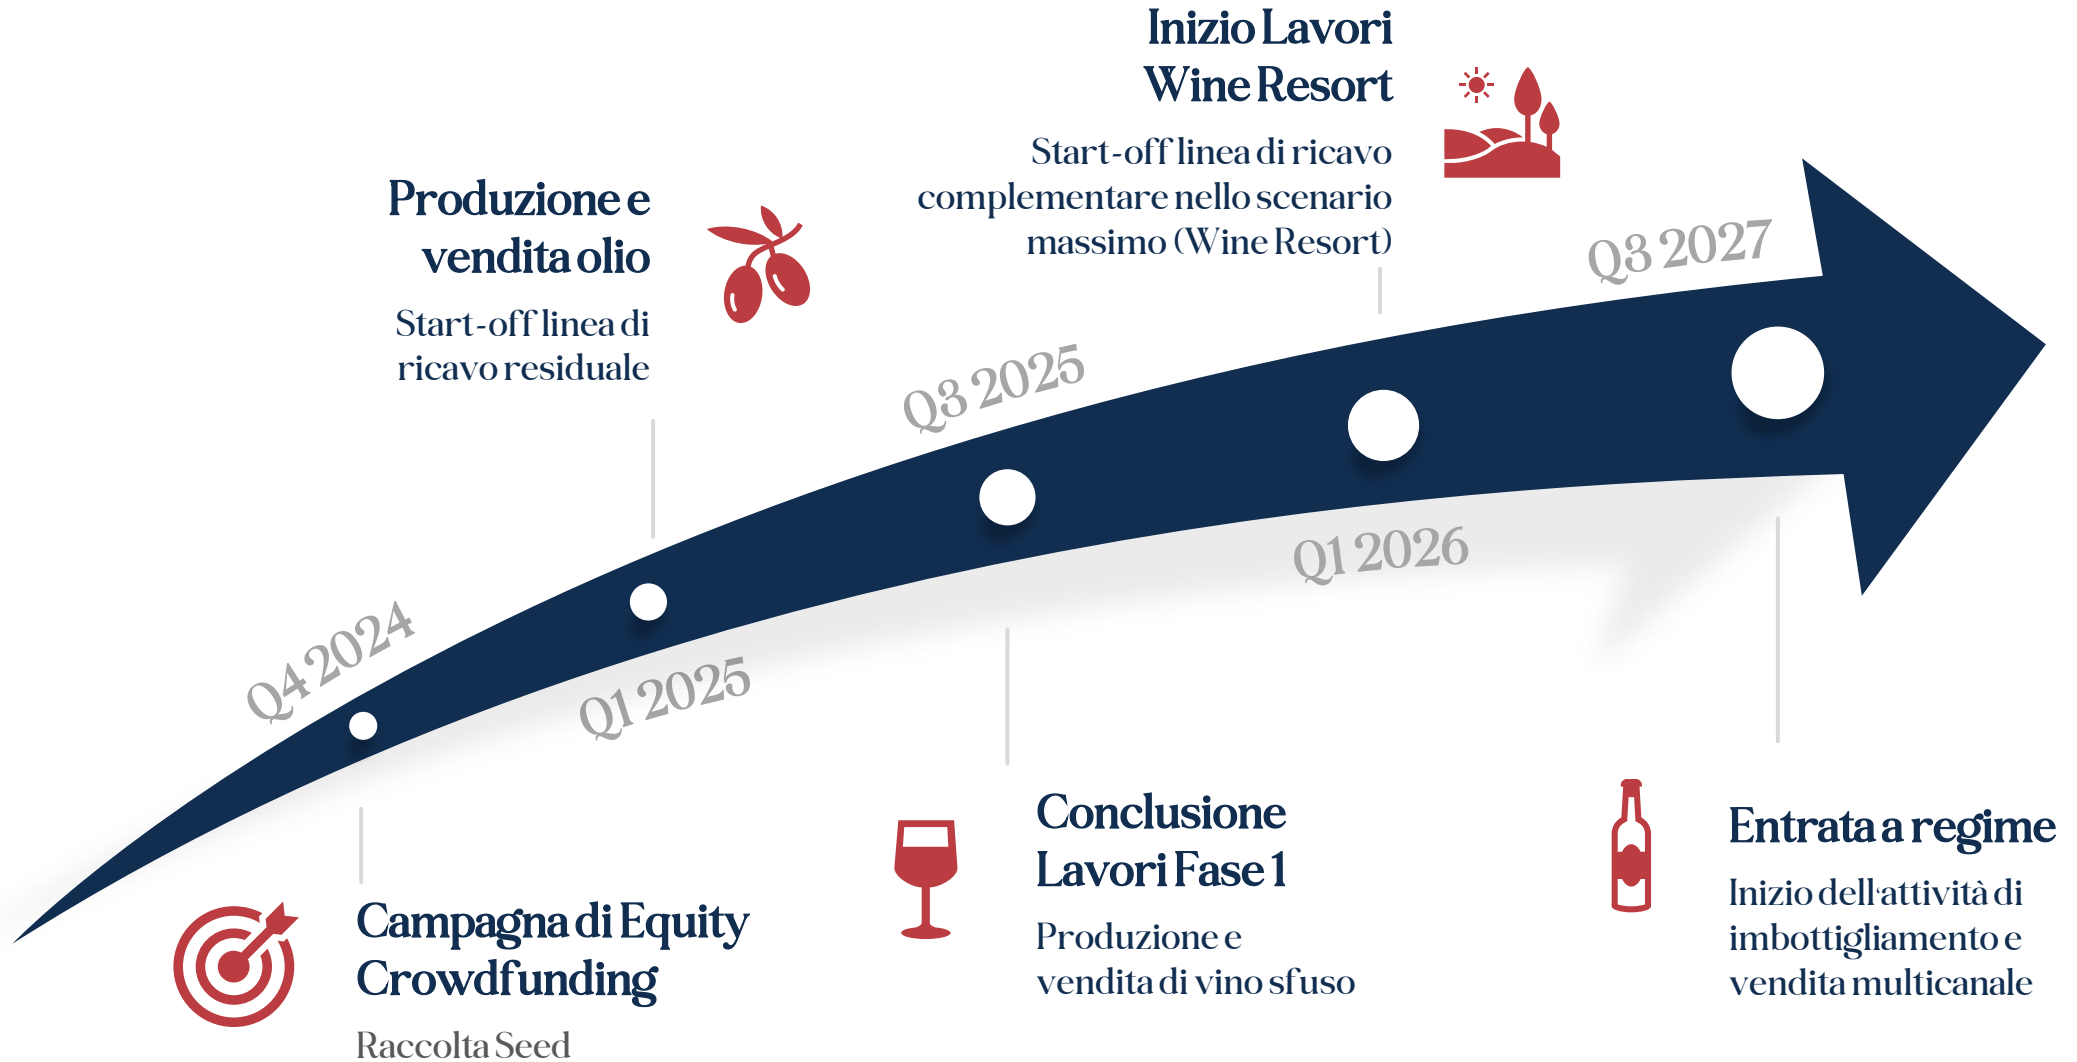 Inizio Lavori
Wine Resort
Start-off linea di ricavo
complementare nello scenario
massimo (Wine Resort)
Produzione e
vendita olio
Start-off linea di
ricavo residuale
Q3 2027
Q3 2025
Q1 2026
Q4 2024
Q1 2025
Campagna di Equity
Crowdfunding
Raccolta Seed
Conclusione
Lavori Fase 1
Produzione e
vendita di vino sfuso
Entrata a regime
Inizio dell'attività di
imbottigliamento e
vendita multicanale